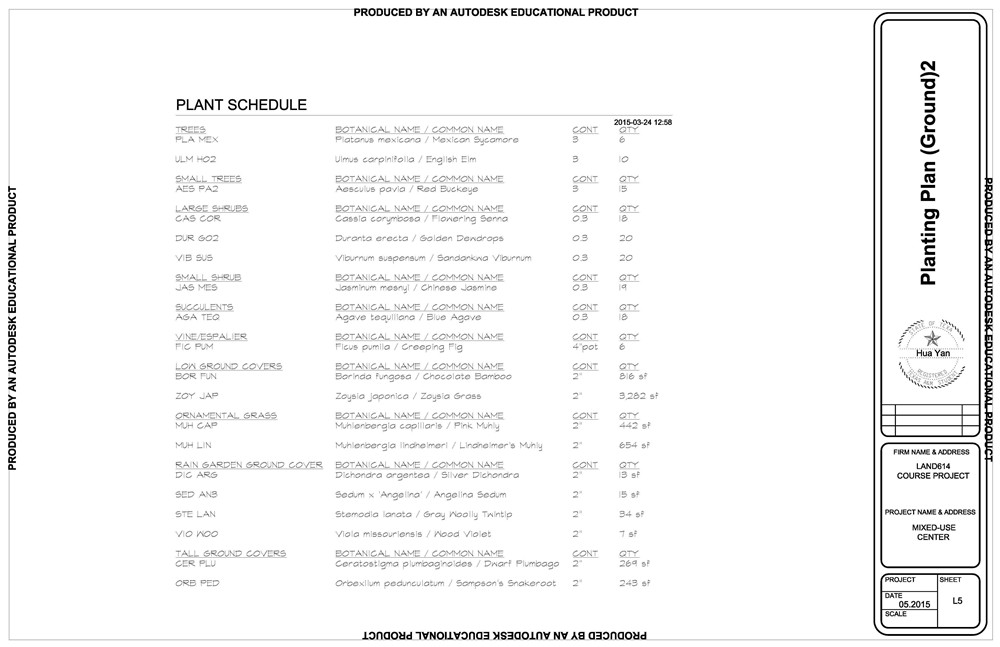 PRODUCED BY AN AUTODESK EDUCATIONAL PRODUCT
PRODUCED BY AN AUTODESK EDUCATIONAL PRODUCT
PLANT SCHEDULE
2015-03-24 12:58
TREES BOTANICAL NAME / COMMON NAME CONT QTY
PLA MEX Platanus mexicana / Mexican Sycamore 3 6
ULM HO2 Ulmus carpinifolia / English Elm 3 10
SMALL TREES BOTANICAL NAME / COMMON NAME CONT QTY
AES PA2 Aesculus pavia / Red Buckeye 3 15
LARGE SHRUBS BOTANICAL NAME / COMMON NAME CONT QTY
CAS COR Cassia corymbosa / Flowering Senna 0.3 18
DUR GO2 Duranta erecta / Golden Dewdrops 0.3 20
VIB SUS Viburnum suspensum / Sandankwa Viburnum 0.3 20
SMALL SHRUB BOTANICAL NAME / COMMON NAME CONT QTY
JAS MES Jasminum mesnyi / Chinese Jasmine 0.3 19
SUCCULENTS BOTANICAL NAME / COMMON NAME CONT QTY
AGA TEQ Agave tequiliana / Blue Agave 0.3 18
VINE/ESPALIER BOTANICAL NAME / COMMON NAME CONT QTY
FIC PUM Ficus pumila / Creeping Fig 4"pot 6
LOW GROUND COVERS BOTANICAL NAME / COMMON NAME CONT QTY
BOR FUN Borinda fungosa / Chocolate Bamboo 2" 816 sf
ZOY JAP Zoysia japonica / Zoysia Grass 2" 3,282 sf
ORNAMENTAL GRASS BOTANICAL NAME / COMMON NAME CONT QTY
MUH CAP Muhlenbergia capillaris / Pink Muhly 2" 442 sf
MUH LIN Muhlenbergia lindheimeri / Lindheimer's Muhly 2" 654 sf
RAIN GARDEN GROUND COVER BOTANICAL NAME / COMMON NAME CONT QTY
DIC ARG Dichondra argentea / Silver Dichondra 2" 13 sf
SED AN3 Sedum x 'Angelina' / Angelina Sedum 2" 15 sf
STE LAN Stemodia lanata / Gray Woolly Twintip 2" 34 sf
VIO WOO Viola missouriensis / Wood Violet 2" 7 sf
TALL GROUND COVERS BOTANICAL NAME / COMMON NAME CONT QTY
CER PLU Ceratostigma plumbaginoides / Dwarf Plumbago 2" 269 sf
ORB PED Orbexilum pedunculatum / Sampson's Snakeroot 2" 243 sf
Planting Plan (Ground)2
STATE OF TEXAS
Hua Yan
REGISTERED
STUDENT
FIRM NAME & ADDRESS
LAND614
COURSE PROJECT
PROJECT NAME & ADDRESS
MIXED-USE
CENTER
PROJECT SHEET
DATE
05.2015 L5
SCALE
PRODUCED BY AN AUTODESK EDUCATIONAL PRODUCT
PRODUCED BY AN AUTODESK EDUCATIONAL PRODUCT